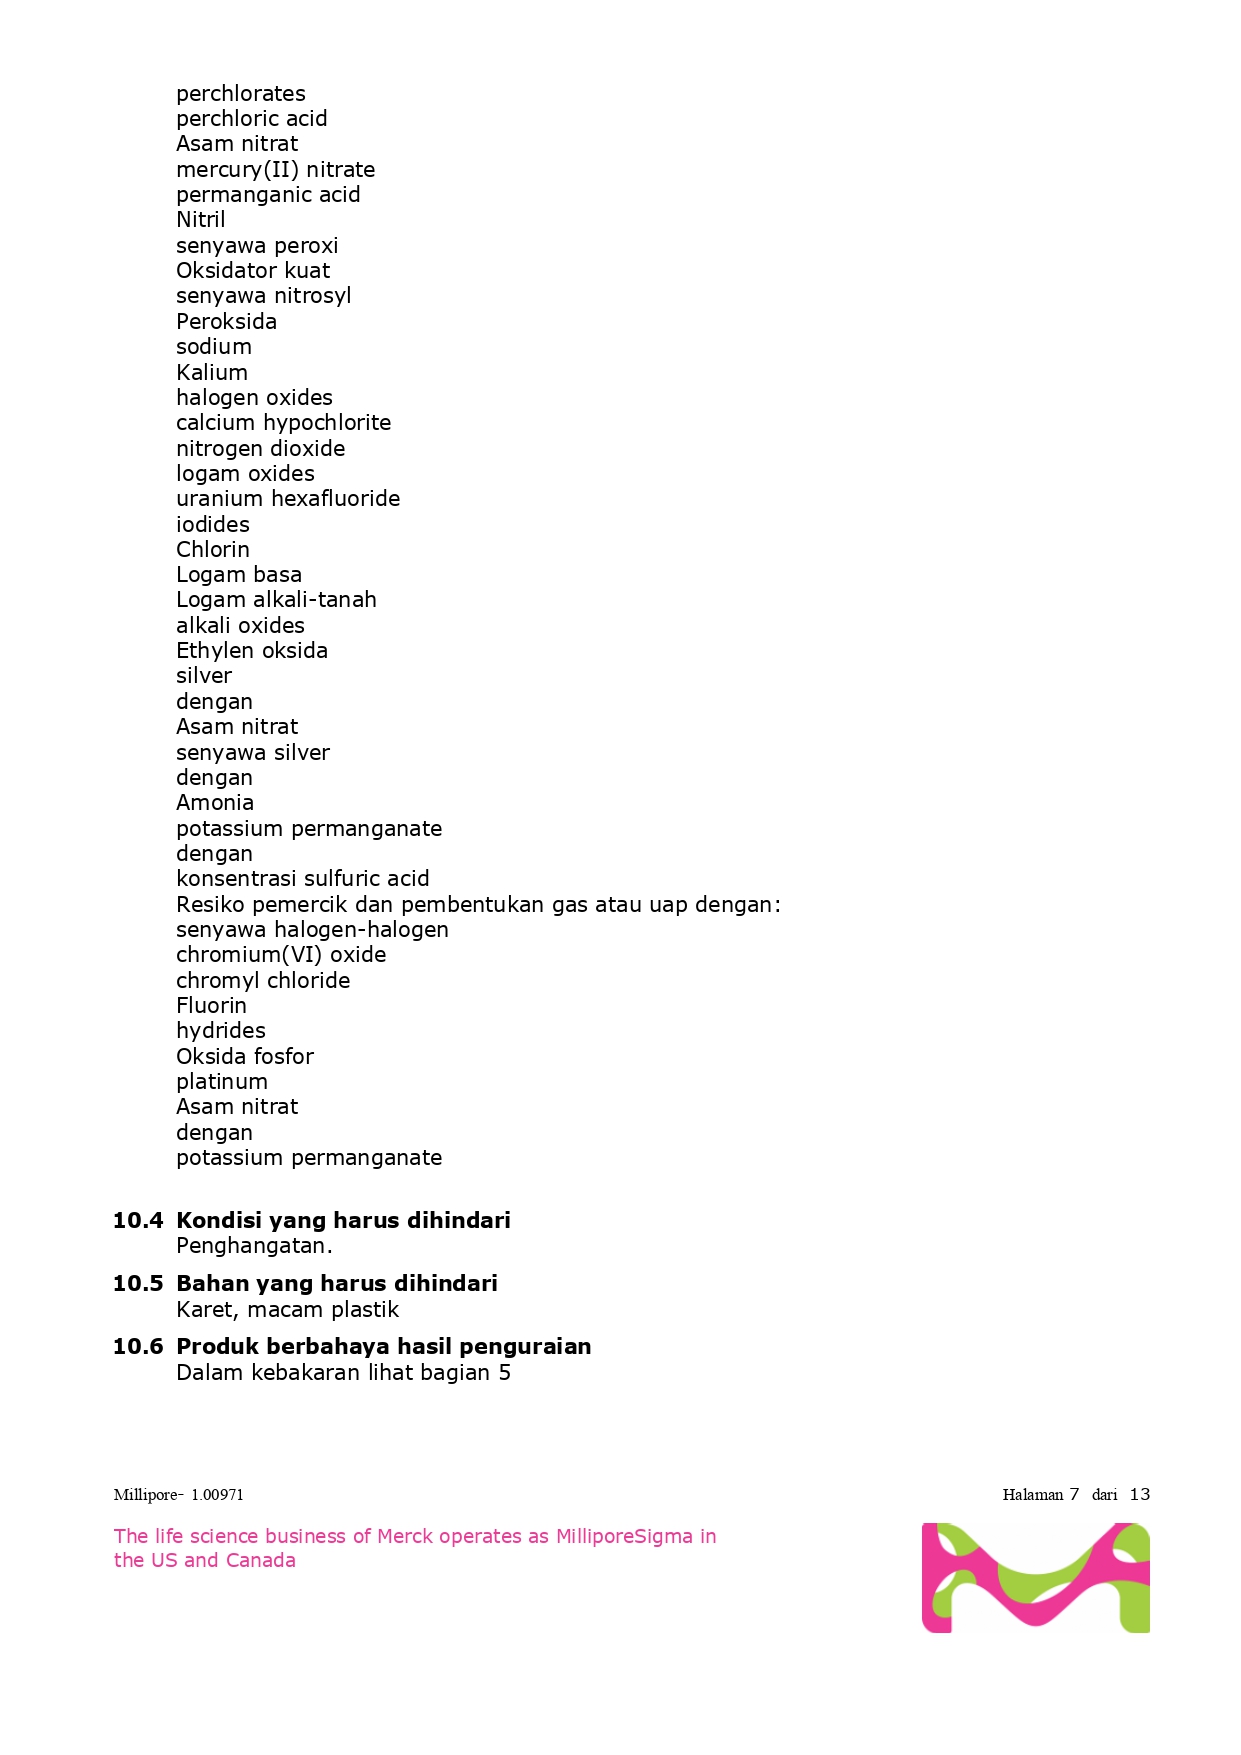 perchlorates
perchloric acid
Asam nitrat
mercury(II) nitrate
permanganic acid
Nitril
senyawa peroxi
Oksidator kuat
senyawa nitrosyl
Peroksida
sodium
Kalium
halogen oxides
calcium hypochlorite
nitrogen dioxide
logam oxides
uranium hexafluoride
iodides
Chlorin
Logam basa
Logam alkali-tanah
alkali oxides
Ethylen oksida
silver
dengan
Asam nitrat
senyawa silver
dengan
Amonia
potassium permanganate
dengan
konsentrasi sulfuric acid
Resiko pemercik dan pembentukan gas atau uap dengan:
senyawa halogen-halogen
chromium(VI) oxide
chromyl chloride
Fluorin
hydrides
Oksida fosfor
platinum
Asam nitrat
dengan
potassium permanganate
10.4 Kondisi yang harus dihindari
Penghangatan.
10.5 Bahan yang harus dihindari
Karet, macam plastik
10.6 Produk berbahaya hasil penguraian
Dalam kebakaran lihat bagian 5
Millipore- 1.00971 Halaman 7 dari 13
The life science business of Merck operates as MilliporeSigma in
the US and Canada